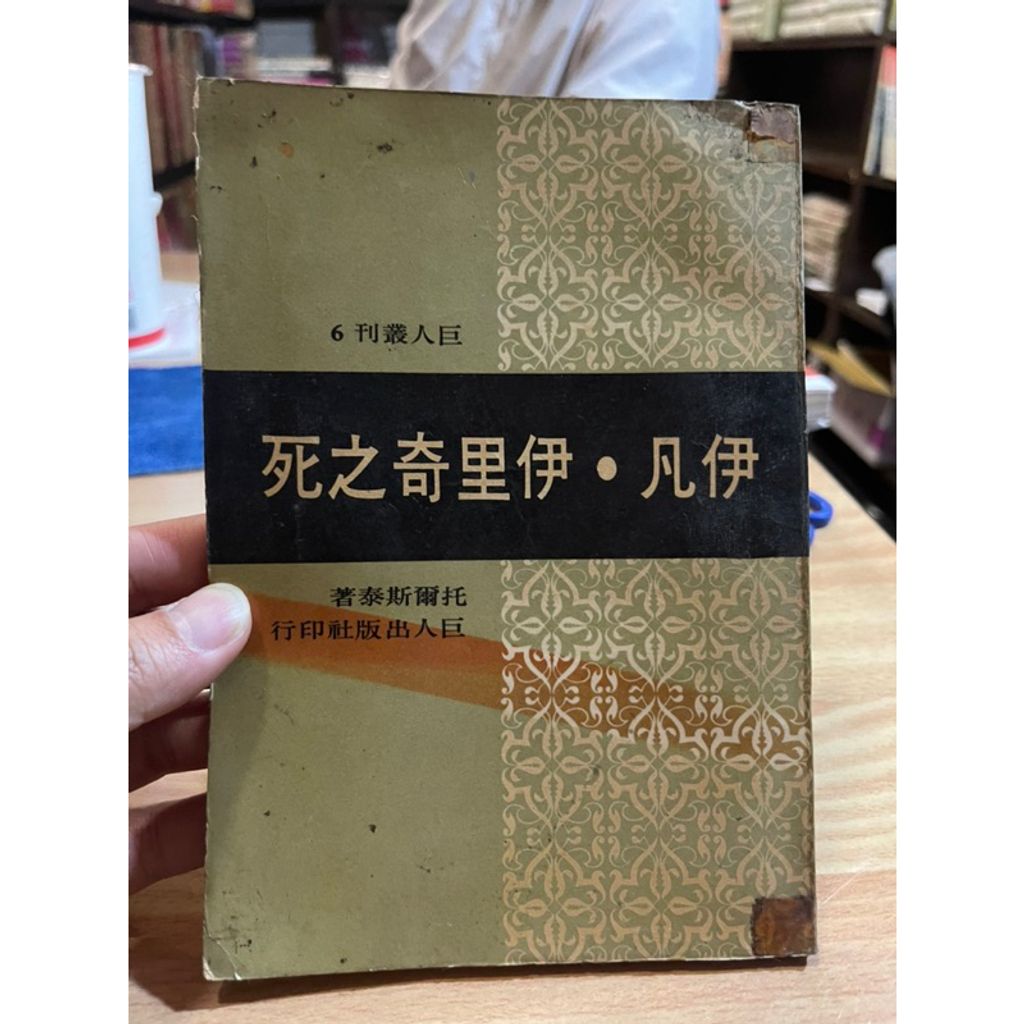 巨人叢刊 6
伊凡•伊里奇之死
托爾斯泰著
巨人出版社印行